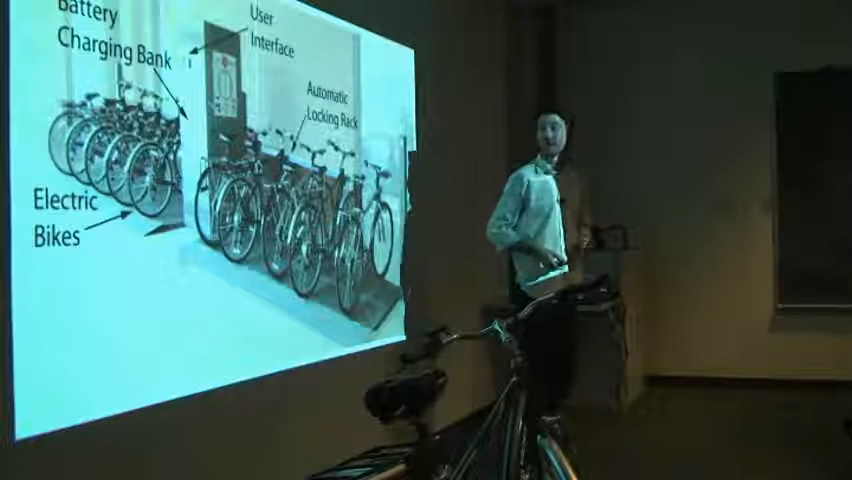 Battery
Charging Bank
User
Interface
Automatic
Locking Rack
Electric
Bikes